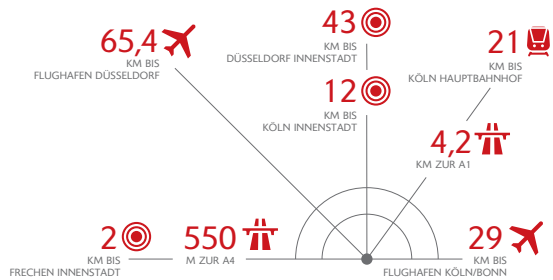 43
KM BIS
DÜSSELDORF INNENSTADT
65,4
KM BIS
FLUGHAFEN DÜSSELDORF
21
KM BIS
KÖLN HAUPTBAHNHOF
12
KM BIS
KÖLN INNENSTADT
4,2
KM ZUR A1
2
KM BIS
FRECHEN INNENSTADT
550
M ZUR A4
29
KM BIS
FLUGHAFEN KÖLN/BONN